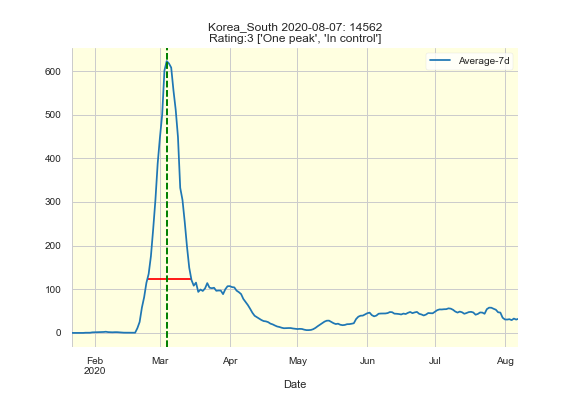 Korea_South 2020-08-07: 14562
Rating:3 ['One peak', 'In control']
Average-7d
600
500
400
300
200
100
0
Feb
2020
Mar
Apr
May
Jun
Jul
Aug
Date